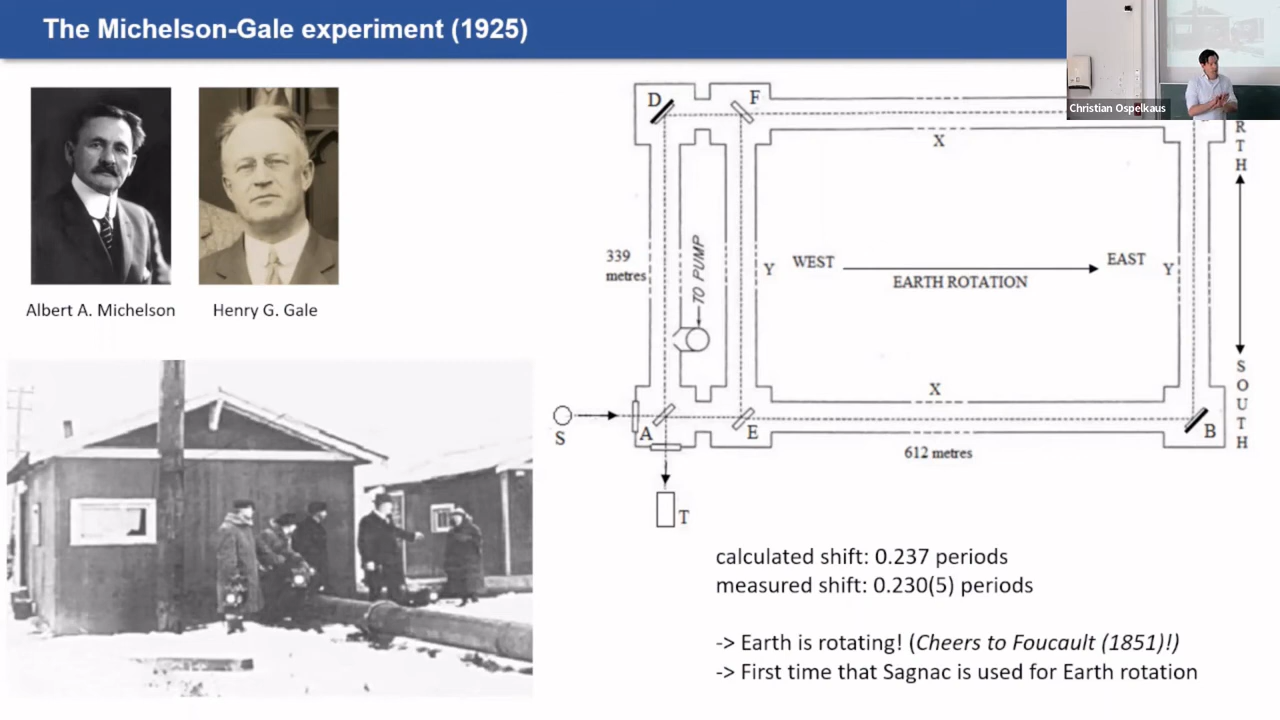 The Michelson-Gale experiment (1925)
Christian Ospelkaus
Albert A. Michelson
Henry G. Gale
D
F
X
R
T
H
339
metres
TO PUMP
Y
WEST
EARTH ROTATION
EAST
Y
X
S
A
E
B
S
O
U
T
H
612 metres
T
calculated shift: 0.237 periods
measured shift: 0.230(5) periods
-> Earth is rotating! (Cheers to Foucault (1851)!)
-> First time that Sagnac is used for Earth rotation